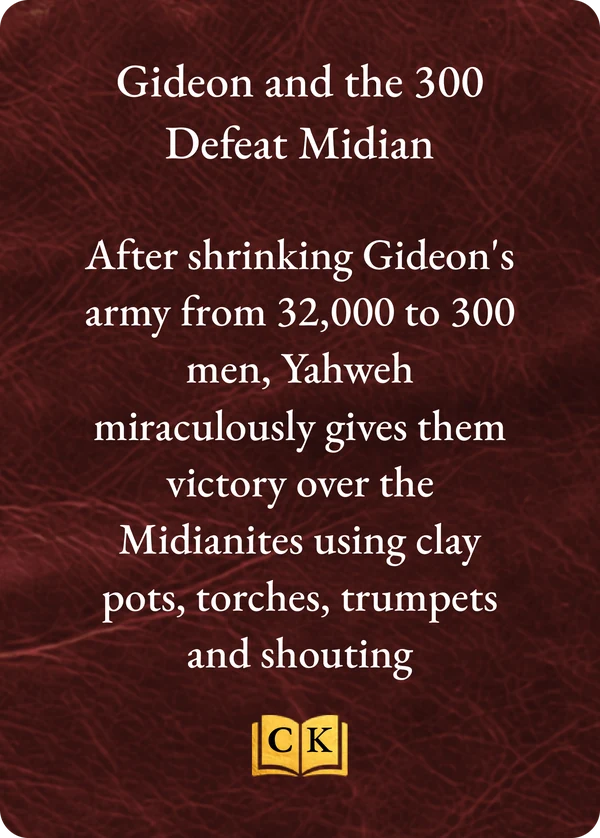 Gideon and the 300
Defeat Midian
After shrinking Gideon's
army from 32,000 to 300
men, Yahweh
miraculously gives them
victory over the
Midianites using clay
pots, torches, trumpets
and shouting
C K